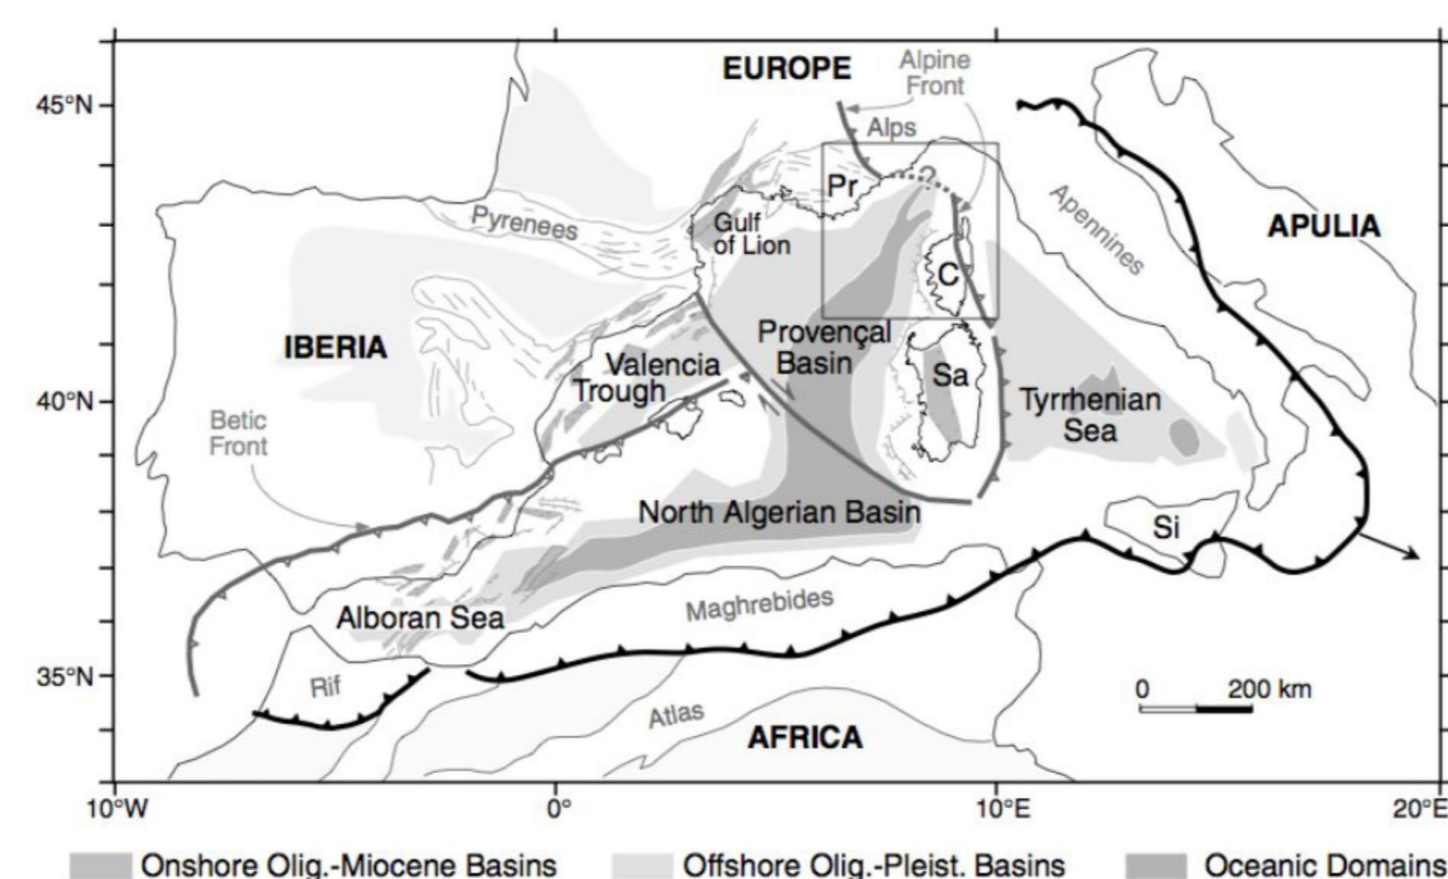 EUROPE
Alpine
Front
45°N
Alps
Pr
?
Pyrenees
Gulf
of Lion
Apennines
APULIA
C
IBERIA
Provençal
Basin
Valencia
Trough
Sa
40°N
Tyrrhenian
Sea
Betic
Front
North Algerian Basin
Si
Alboran Sea
Maghrebides
35°N
Rif
Atlas
0 200 km
AFRICA
10°W 0° 10°E 20°E
Onshore Olig.-Miocene Basins Offshore Olig.-Pleist. Basins Oceanic Domains